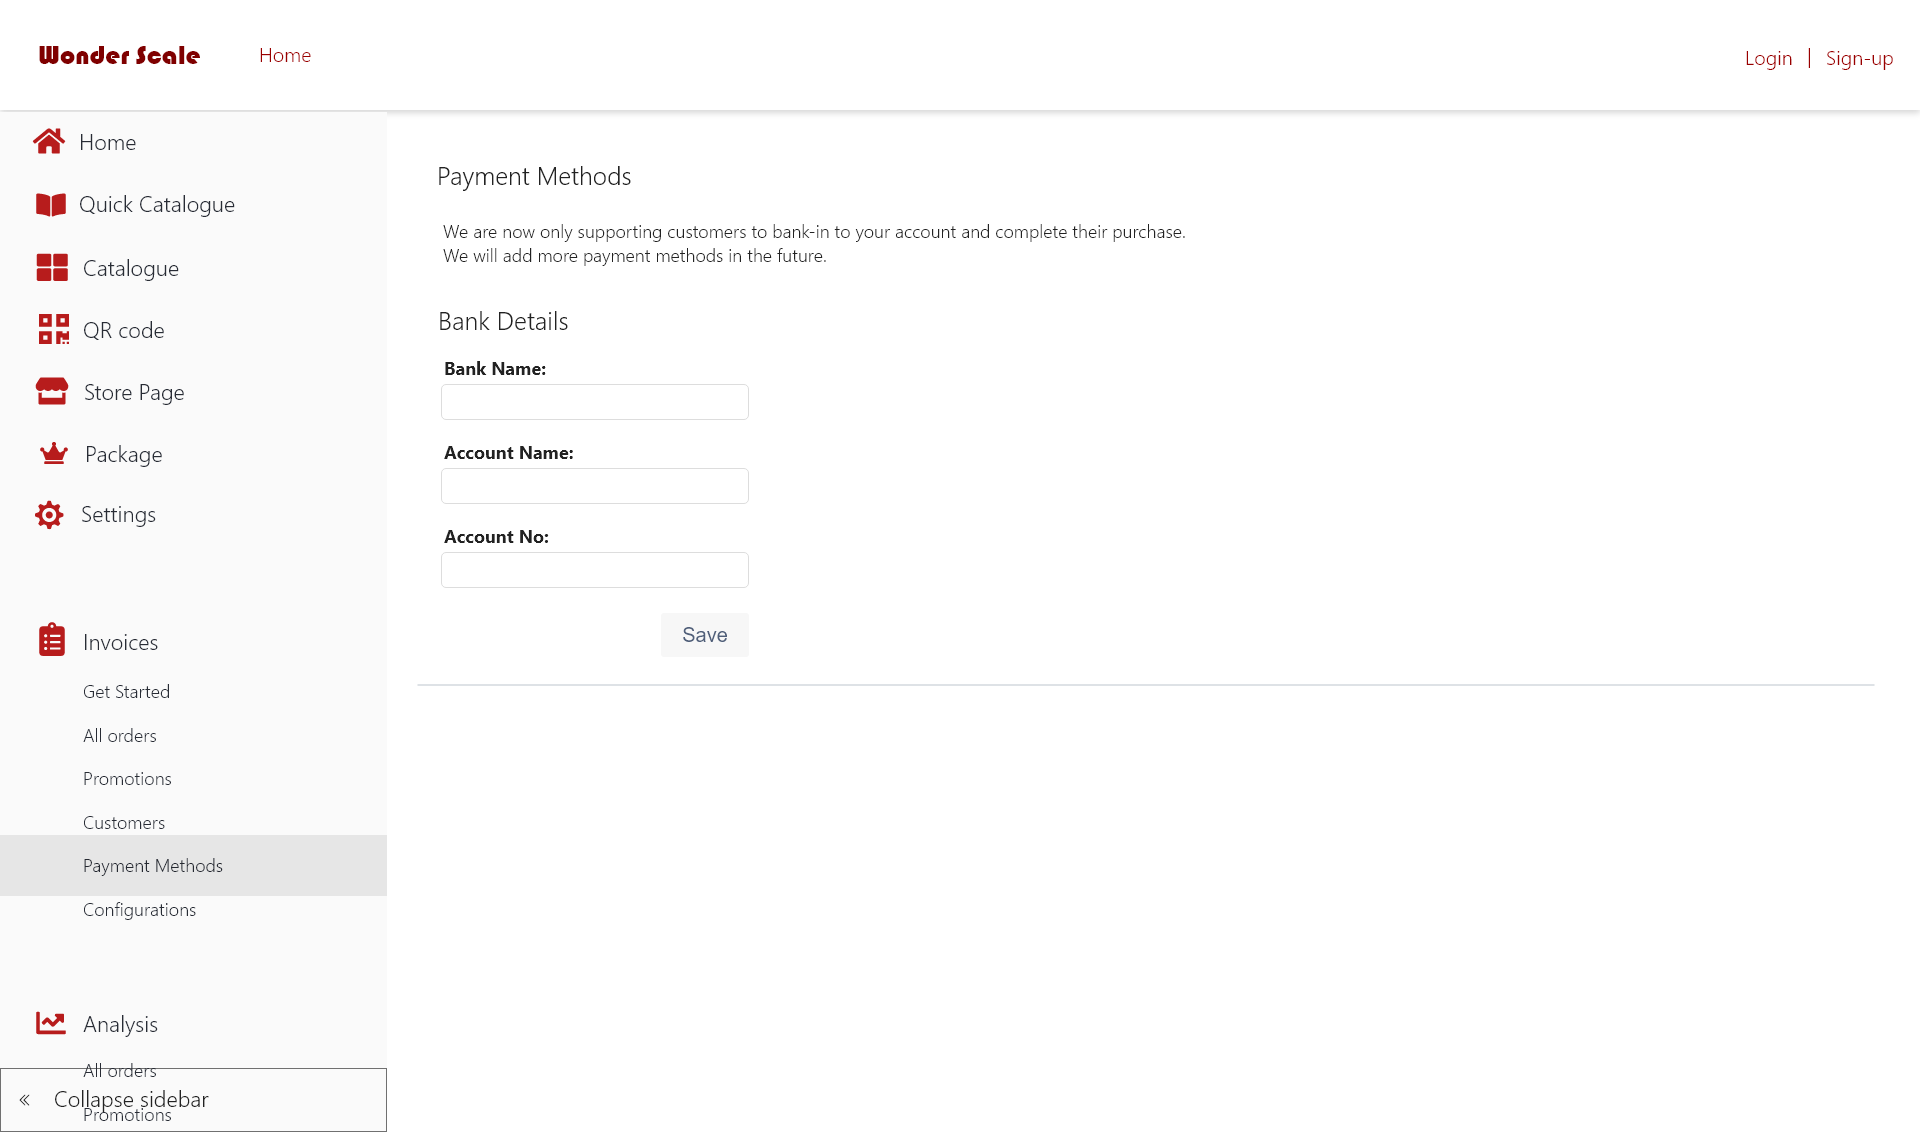 Wonder Scale
Home
Login | Sign-up
Home
Quick Catalogue
Catalogue
QR code
Store Page
Package
Settings
Invoices
Get Started
All orders
Promotions
Customers
Payment Methods
Configurations
Analysis
All orders
« Collapse sidebar
Promotions
Payment Methods
We are now only supporting customers to bank-in to your account and complete their purchase.
We will add more payment methods in the future.
Bank Details
Bank Name:
Account Name:
Account No:
Save